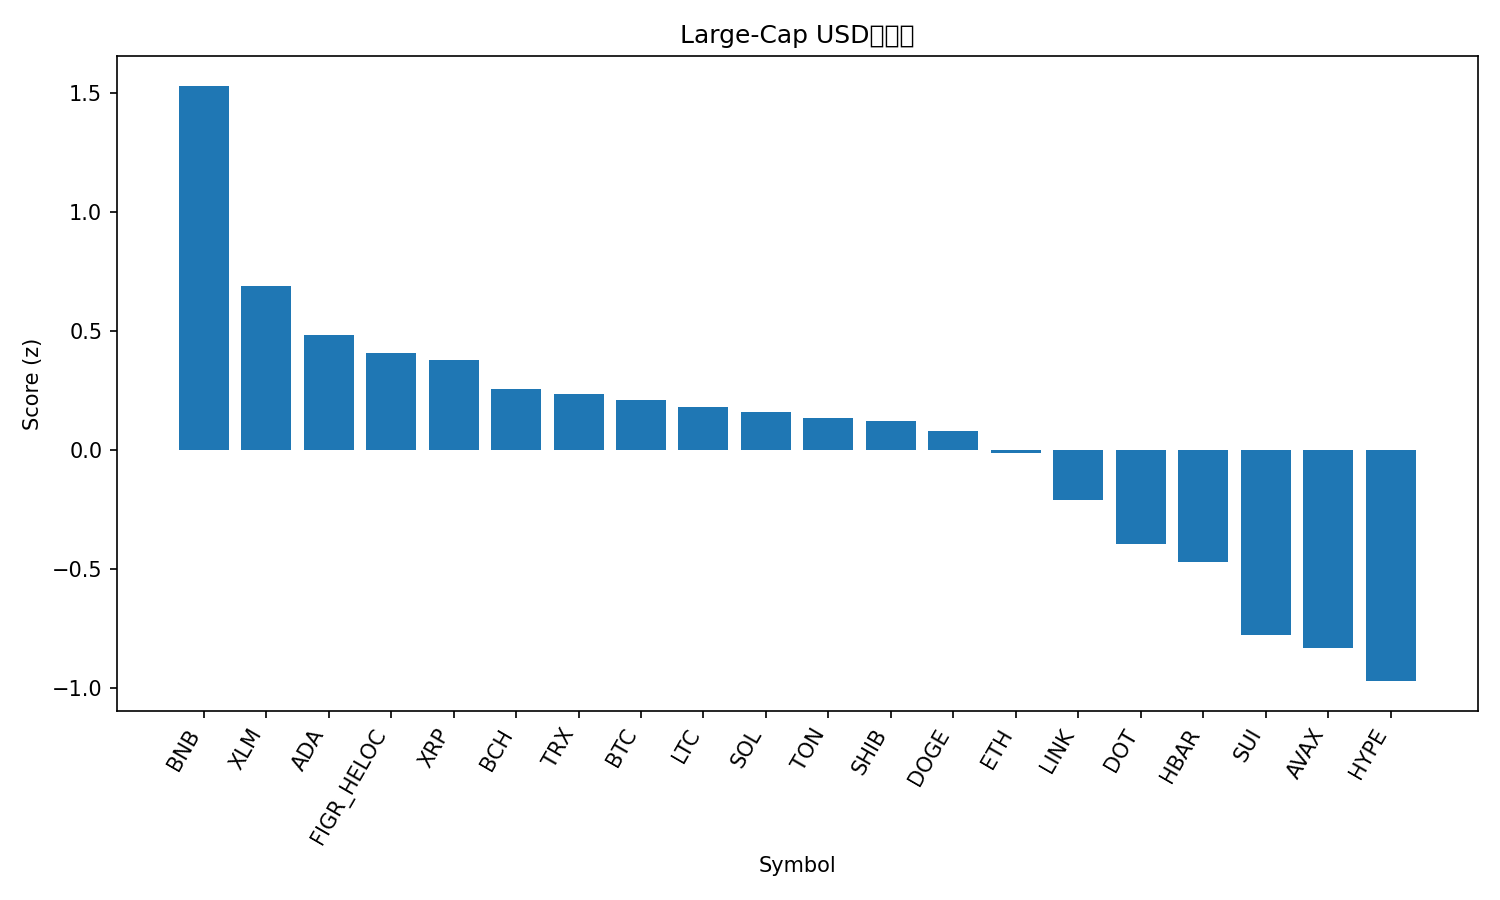 Large-Cap USD
Score (z)
1.5
1.0
0.5
0.0
−0.5
−1.0
BNB
XLM
ADA
FIGR_HELOC
XRP
BCH
TRX
BTC
LTC
SOL
TON
SHIB
DOGE
ETH
LINK
DOT
HBAR
SUI
AVAX
HYPE
Symbol